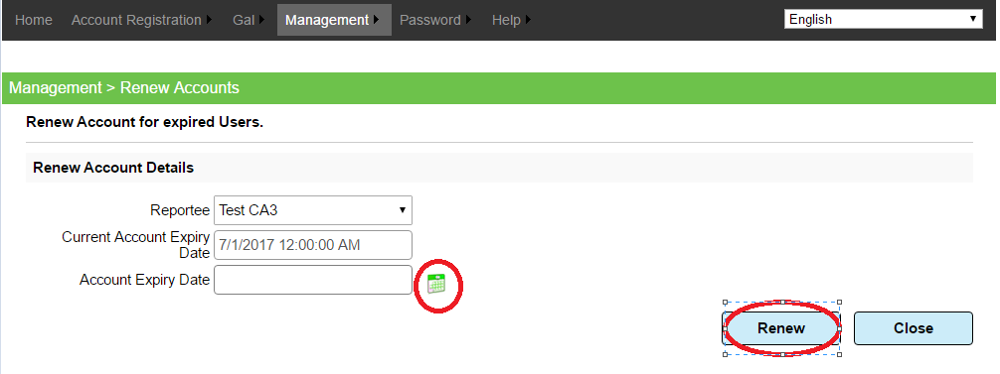 Home Account Registration Gal Management Password Help English
Management > Renew Accounts
Renew Account for expired Users.
Renew Account Details
Reportee Test CA3
Current Account Expiry
Date 7/1/2017 12:00:00 AM
Account Expiry Date
Renew Close